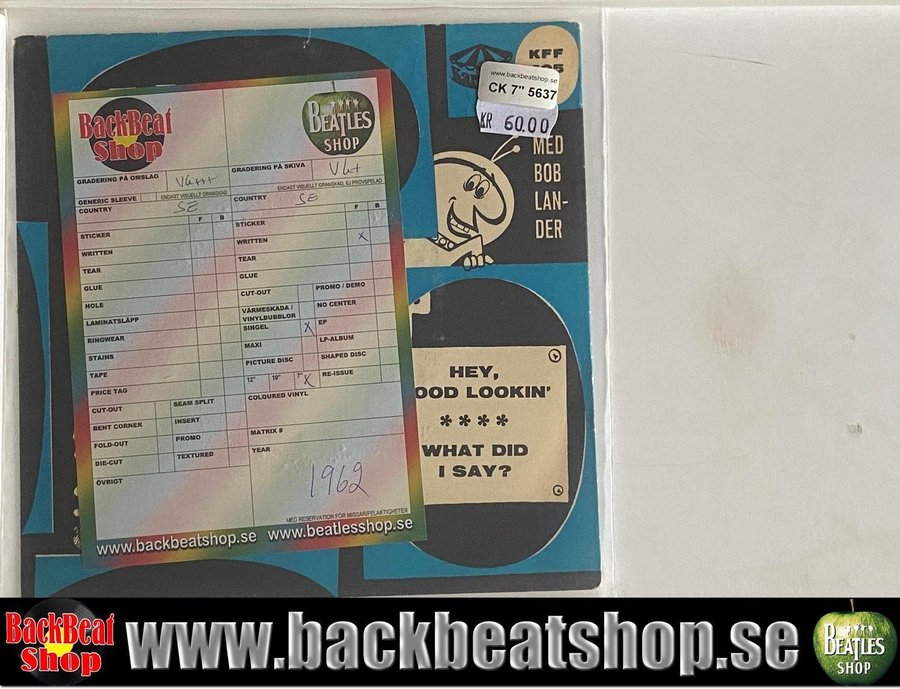 KFF
www.backbeatshop.se
CK 7" 5637
KR 60.00
MED
BOB
LAN-
DER
BackBeat
Shop
BEATLES
SHOP
GRADERING PÅ OMSLAG
GRADERING PÅ SKIVA
ENDAST VISUELLT GRANSKAD
ENDAST VISUELLT GRANSKAD, EJ PROVSPELAD
GENERIC SLEEVE
COUNTRY SE
COUNTRY SE
F B
F B
STICKER
STICKER
WRITTEN
WRITTEN X
TEAR
TEAR
GLUE
GLUE
HOLE
CUT-OUT
PROMO / DEMO
LAMINATSLÄPP
VÄRMESKADA /
VINYLBUBBLOR
NO CENTER
RINGWEAR
SINGEL X
EP
STAINS
MAXI
LP-ALBUM
TAPE
PICTURE DISC
SHAPED DISC
PRICE TAG
12" 10" 7" X
RE-ISSUE
CUT-OUT
SEAM SPLIT
COLOURED VINYL
BENT CORNER
INSERT
FOLD-OUT
PROMO
MATRIX #
DIE-CUT
TEXTURED
YEAR
ÖVRIGT
1962
MED RESERVATION FÖR MISSAR/FELAKTIGHETER
www.backbeatshop.se www.beatlesshop.se
HEY,
OOD LOOKIN'
****
WHAT DID
I SAY?
BackBeat
Shop
www.backbeatshop.se
BEATLES
SHOP